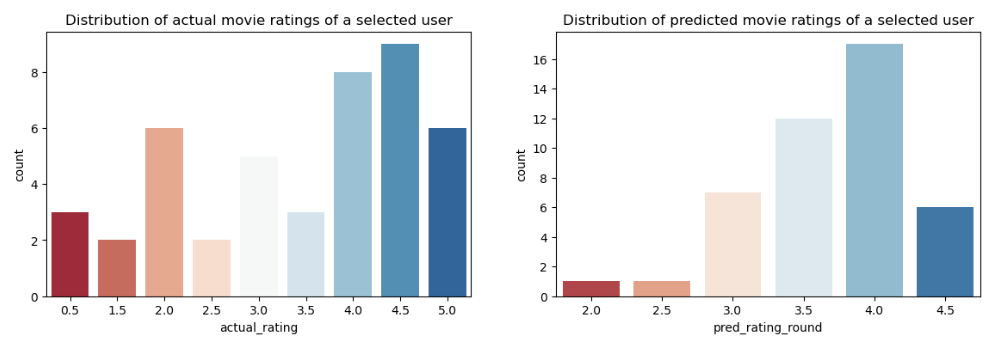 Distribution of actual movie ratings of a selected user
8
6
4
2
0
count
0.5 1.5 2.0 2.5 3.0 3.5 4.0 4.5 5.0
actual_rating
Distribution of predicted movie ratings of a selected user
16
14
12
10
8
6
4
2
0
count
2.0 2.5 3.0 3.5 4.0 4.5
pred_rating_round